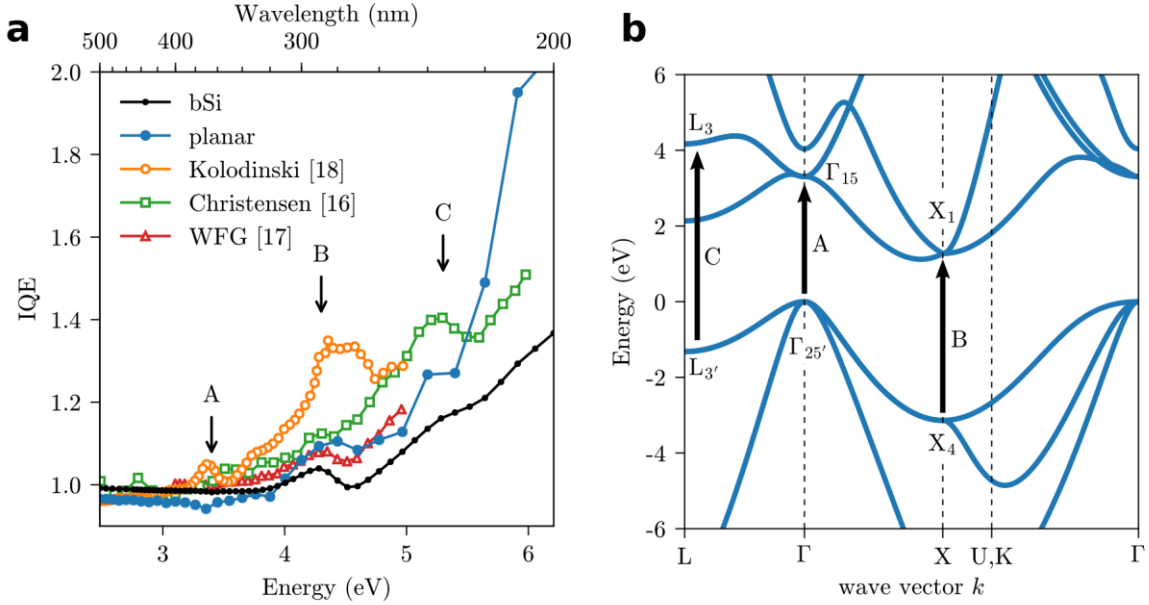 a
Wavelength (nm)
500 400 300 200
2.0
1.8
1.6
1.4
1.2
1.0
IQE
bSi
planar
Kolodinski [18]
Christensen [16]
WFG [17]
A
B
C
3 4 5 6
Energy (eV)
b
6
4
2
0
-2
-4
-6
Energy (eV)
L₃
Γ₁₅
X₁
C
A
B
Γ₂₅′
L₃′
X₄
L Γ X U,K Γ
wave vector k